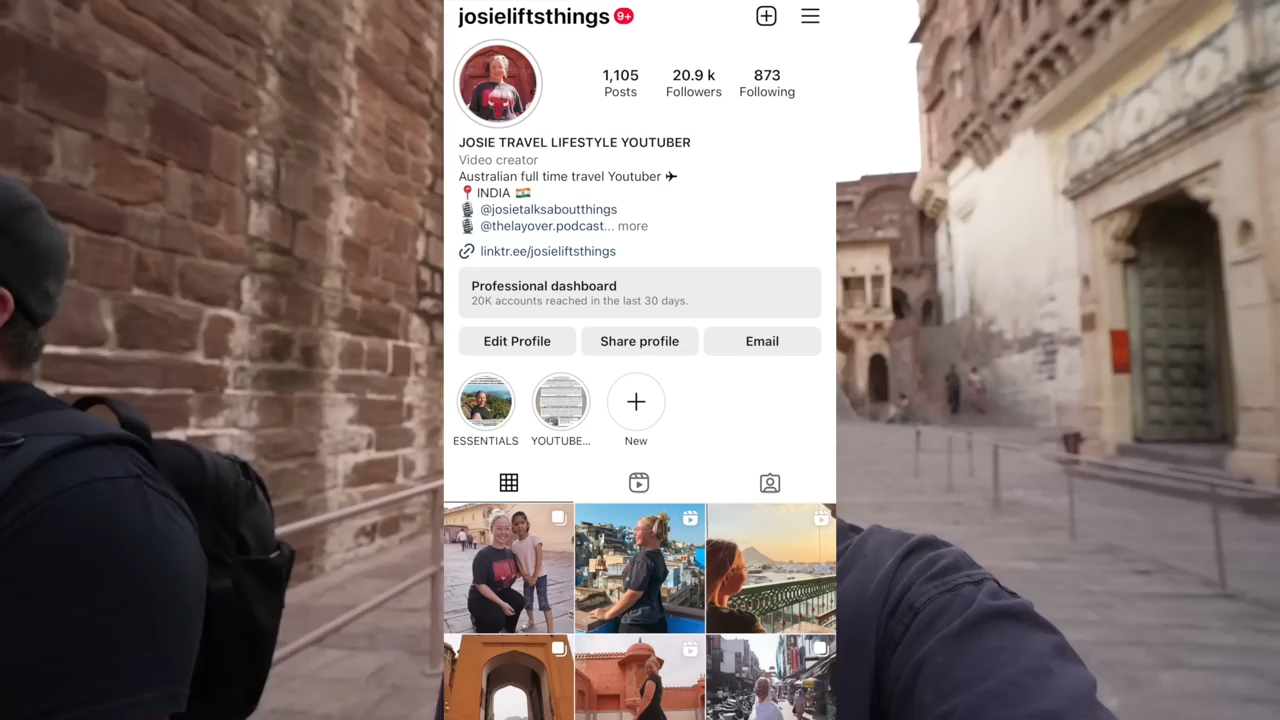 josieliftsthings 9+
1,105 20.9 k 873
Posts Followers Following
JOSIE TRAVEL LIFESTYLE YOUTUBER
Video creator
Australian full time travel Youtuber ✈
📍 INDIA 🇮🇳
🎙 @josietalksaboutthings
🎙 @thelayover.podcast... more
linktr.ee/josieliftsthings
Professional dashboard
20K accounts reached in the last 30 days.
Edit Profile Share profile Email
ESSENTIALS YOUTUBE... New